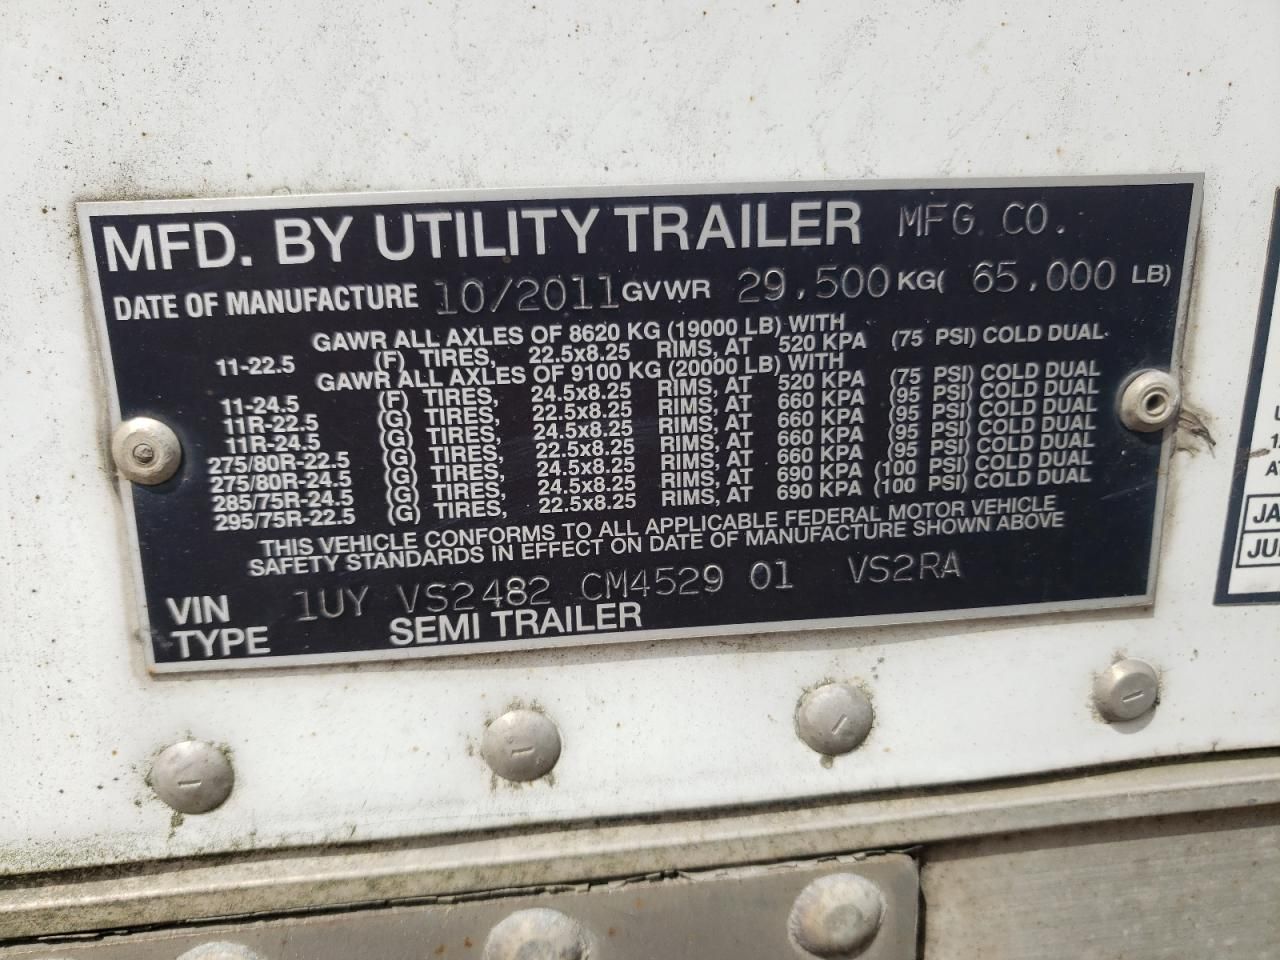 MFD. BY UTILITY TRAILER MFG. CO.
DATE OF MANUFACTURE 10/2011 GVWR 29,500 KG( 65,000 LB)
GAWR ALL AXLES OF 8620 KG (19000 LB) WITH
11-22.5 (F) TIRES, 22.5x8.25 RIMS, AT 520 KPA (75 PSI) COLD DUAL
GAWR ALL AXLES OF 9100 KG (20000 LB) WITH
11-24.5 (F) TIRES, 24.5x8.25 RIMS, AT 520 KPA (75 PSI) COLD DUAL
11R-22.5 (G) TIRES, 22.5x8.25 RIMS, AT 660 KPA (95 PSI) COLD DUAL
11R-24.5 (G) TIRES, 24.5x8.25 RIMS, AT 660 KPA (95 PSI) COLD DUAL
275/80R-22.5 (G) TIRES, 22.5x8.25 RIMS, AT 660 KPA (95 PSI) COLD DUAL
275/80R-24.5 (G) TIRES, 24.5x8.25 RIMS, AT 660 KPA (95 PSI) COLD DUAL
285/75R-24.5 (G) TIRES, 24.5x8.25 RIMS, AT 690 KPA (100 PSI) COLD DUAL
295/75R-22.5 (G) TIRES, 22.5x8.25 RIMS, AT 690 KPA (100 PSI) COLD DUAL
THIS VEHICLE CONFORMS TO ALL APPLICABLE FEDERAL MOTOR VEHICLE
SAFETY STANDARDS IN EFFECT ON DATE OF MANUFACTURE SHOWN ABOVE
VIN 1UY VS2482 CM4529 01 VS2RA
TYPE SEMI TRAILER